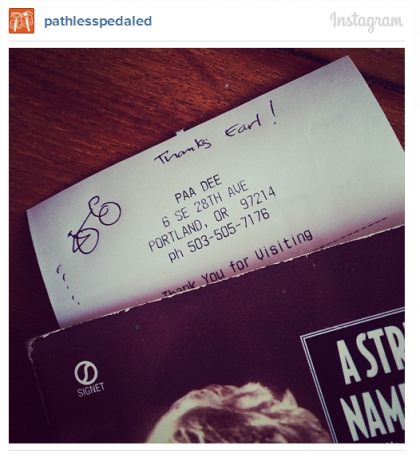 pathlesspedaled
Instagram
Thanks Earl!
PAA DEE
6 SE 28TH AVE
PORTLAND, OR 97214
ph 503-505-7176
Thank You for Visiting
SIGNET
A STR
NAM